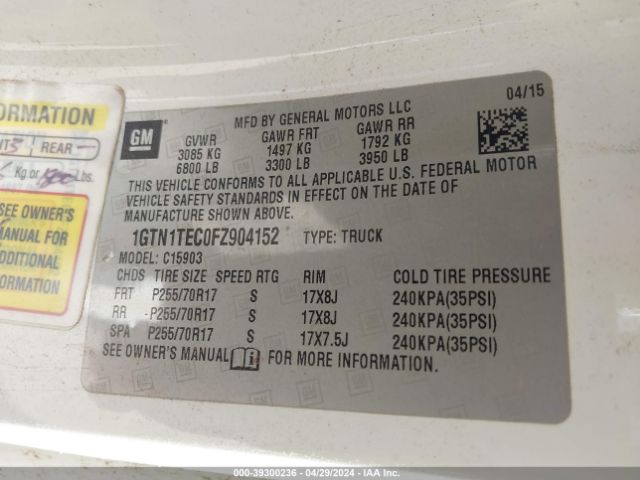 ORMATION
REAR
Kg or Lbs.
SEE OWNER'S
MANUAL FOR
ADDITIONAL
INFORMATION
GM
MFD BY GENERAL MOTORS LLC
04/15
GVWR GAWR FRT GAWR RR
3085 KG 1497 KG 1792 KG
6800 LB 3300 LB 3950 LB
THIS VEHICLE CONFORMS TO ALL APPLICABLE U.S. FEDERAL MOTOR
VEHICLE SAFETY STANDARDS IN EFFECT ON THE DATE OF
MANUFACTURE SHOWN ABOVE.
1GTN1TEC0FZ904152 TYPE: TRUCK
MODEL: C15903
CHDS TIRE SIZE SPEED RTG RIM COLD TIRE PRESSURE
FRT P255/70R17 S 17X8J 240KPA(35PSI)
RR P255/70R17 S 17X8J 240KPA(35PSI)
SPA P255/70R17 S 17X7.5J 240KPA(35PSI)
SEE OWNER'S MANUAL FOR MORE INFORMATION.
000-39300236 - 04/29/2024 - IAA Inc.